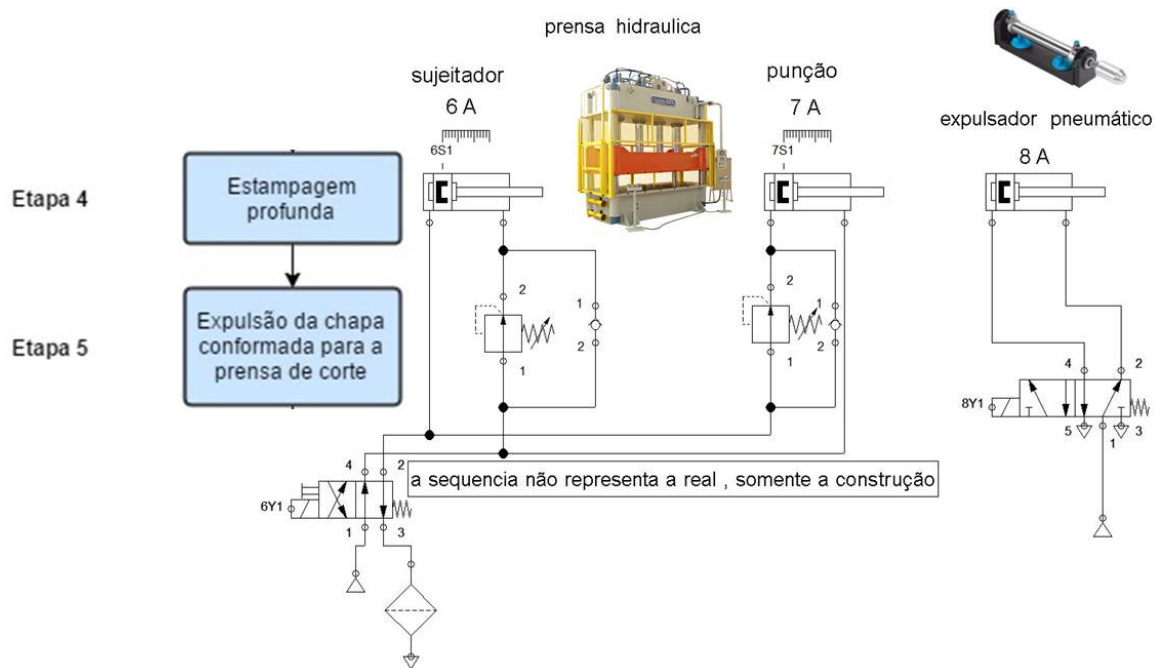 prensa hidraulica
sujeitador
6 A
6S1
punção
7 A
7S1
expulsador pneumático
8 A
Etapa 4
Estampagem
profunda
Etapa 5
Expulsão da chapa
conformada para a
prensa de corte
2
1
1
2
2
1
1
2
4
2
8Y1
5
1
3
4
2
a sequencia não representa a real , somente a construção
6Y1
1
3